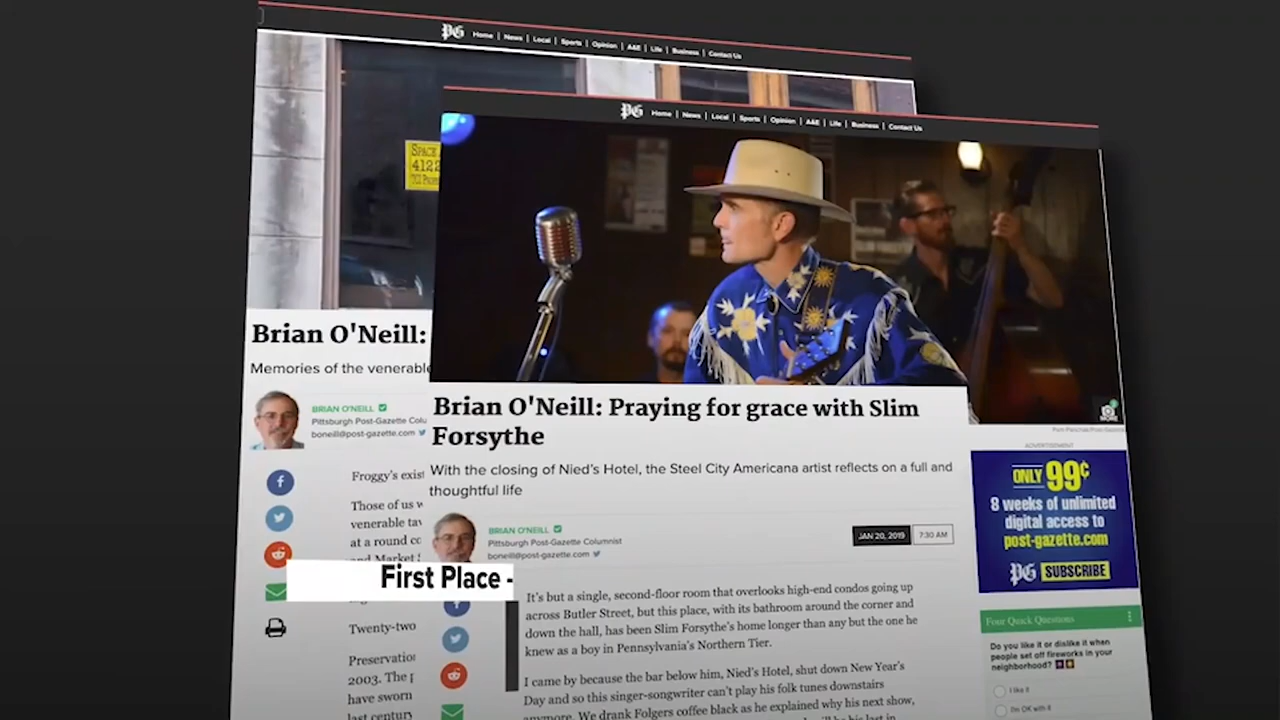 PG Home | News | Local | Sports | Opinion | A&E | Life | Business | Contact Us
SPACE
4122
Brian O'Neill:
Memories of the venerable
BRIAN O'NEILL
Pittsburgh Post-Gazette Colu
boneill@post-gazette.com
Froggy's exist
Those of us w
venerable tav
at a round co
and Market S
Twenty-two
Preservation
2003. The p
have sworn
last century
PG Home | News | Local | Sports | Opinion | A&E | Life | Business | Contact Us
Brian O'Neill: Praying for grace with Slim
Forsythe
With the closing of Nied's Hotel, the Steel City Americana artist reflects on a full and
thoughtful life
BRIAN O'NEILL
Pittsburgh Post-Gazette Columnist
boneill@post-gazette.com
JAN 20, 2019 7:30 AM
First Place -
It's but a single, second-floor room that overlooks high-end condos going up
across Butler Street, but this place, with its bathroom around the corner and
down the hall, has been Slim Forsythe's home longer than any but the one he
knew as a boy in Pennsylvania's Northern Tier.
I came by because the bar below him, Nied's Hotel, shut down New Year's
Day and so this singer-songwriter can't play his folk tunes downstairs
anymore. We drank Folgers coffee black as he explained why his next show,
ADVERTISEMENT
ONLY 99¢
8 weeks of unlimited
digital access to
post-gazette.com
PG SUBSCRIBE
Four Quick Questions
Do you like it or dislike it when
people set off fireworks in your
neighborhood?
I like it
I'm OK with it